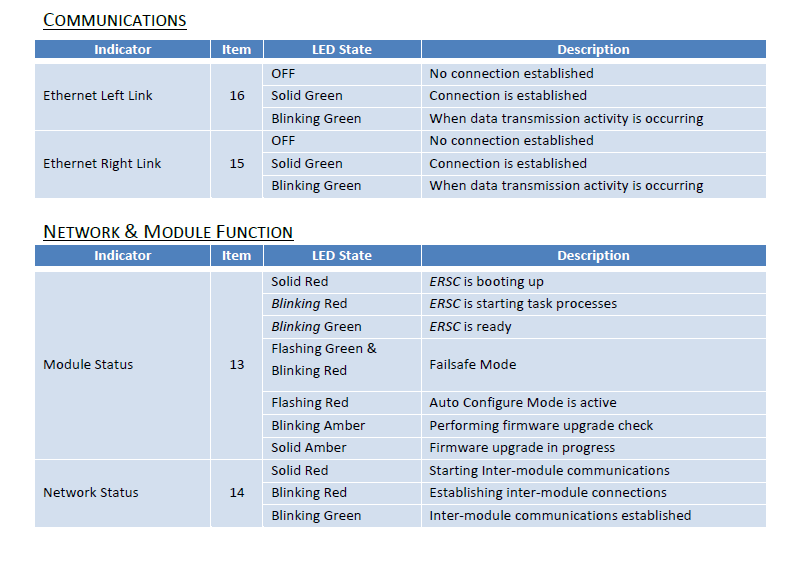 COMMUNICATIONS
Indicator Item LED State Description
Ethernet Left Link 16 OFF No connection established
Solid Green Connection is established
Blinking Green When data transmission activity is occurring
Ethernet Right Link 15 OFF No connection established
Solid Green Connection is established
Blinking Green When data transmission activity is occurring
NETWORK & MODULE FUNCTION
Indicator Item LED State Description
Module Status 13 Solid Red ERSC is booting up
Blinking Red ERSC is starting task processes
Blinking Green ERSC is ready
Flashing Green &
Blinking Red Failsafe Mode
Flashing Red Auto Configure Mode is active
Blinking Amber Performing firmware upgrade check
Solid Amber Firmware upgrade in progress
Network Status 14 Solid Red Starting Inter-module communications
Blinking Red Establishing inter-module connections
Blinking Green Inter-module communications established